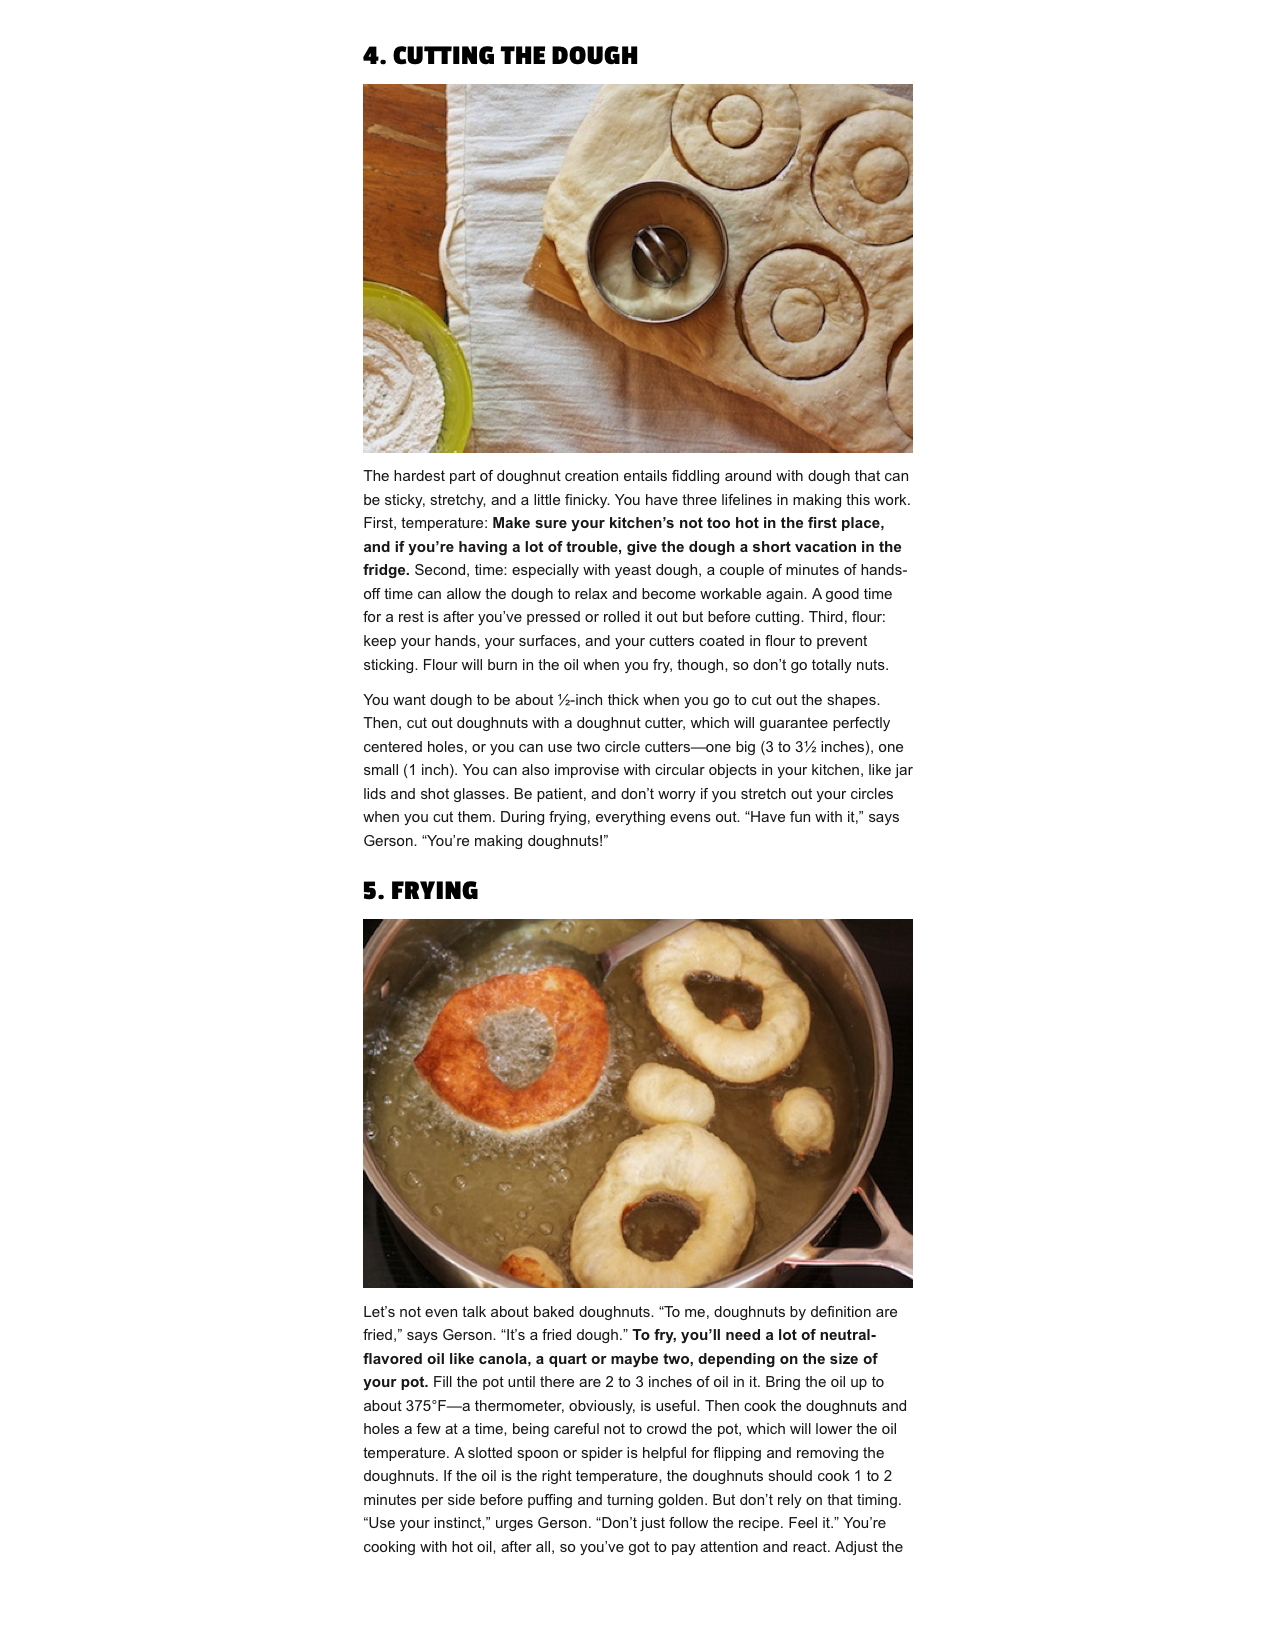 4. CUTTING THE DOUGH
The hardest part of doughnut creation entails fiddling around with dough that can
be sticky, stretchy, and a little finicky. You have three lifelines in making this work.
First, temperature: Make sure your kitchen’s not too hot in the first place,
and if you’re having a lot of trouble, give the dough a short vacation in the
fridge. Second, time: especially with yeast dough, a couple of minutes of hands-
off time can allow the dough to relax and become workable again. A good time
for a rest is after you’ve pressed or rolled it out but before cutting. Third, flour:
keep your hands, your surfaces, and your cutters coated in flour to prevent
sticking. Flour will burn in the oil when you fry, though, so don’t go totally nuts.
You want dough to be about ½-inch thick when you go to cut out the shapes.
Then, cut out doughnuts with a doughnut cutter, which will guarantee perfectly
centered holes, or you can use two circle cutters—one big (3 to 3½ inches), one
small (1 inch). You can also improvise with circular objects in your kitchen, like jar
lids and shot glasses. Be patient, and don’t worry if you stretch out your circles
when you cut them. During frying, everything evens out. “Have fun with it,” says
Gerson. “You’re making doughnuts!”
5. FRYING
Let’s not even talk about baked doughnuts. “To me, doughnuts by definition are
fried,” says Gerson. “It’s a fried dough.” To fry, you’ll need a lot of neutral-
flavored oil like canola, a quart or maybe two, depending on the size of
your pot. Fill the pot until there are 2 to 3 inches of oil in it. Bring the oil up to
about 375°F—a thermometer, obviously, is useful. Then cook the doughnuts and
holes a few at a time, being careful not to crowd the pot, which will lower the oil
temperature. A slotted spoon or spider is helpful for flipping and removing the
doughnuts. If the oil is the right temperature, the doughnuts should cook 1 to 2
minutes per side before puffing and turning golden. But don’t rely on that timing.
“Use your instinct,” urges Gerson. “Don’t just follow the recipe. Feel it.” You’re
cooking with hot oil, after all, so you’ve got to pay attention and react. Adjust the